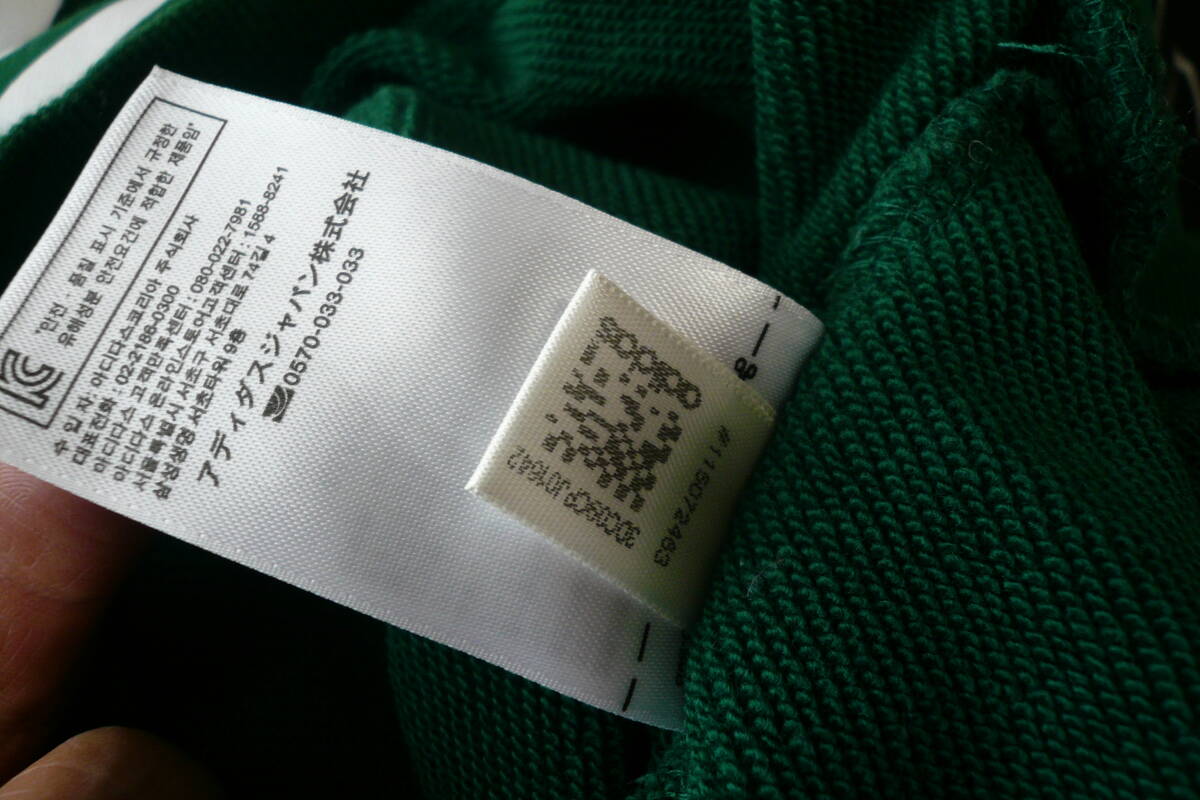 "안전 · 품질 표시 기준에서 규정한
유해성분 안전요건에 적합한 제품임"
수 입 자 아디다스코리아 주식회사
대표전화 02-2186-0300
아디다스 고객만족센터 : 080-022-7981
아디다스 온라인스토어고객센터 : 1588-8241
서울특별시 서초구 서초대로 74길 4
삼성생명 서초타워 9층
アディダスジャパン株式会社
0570-033-033
#115072463